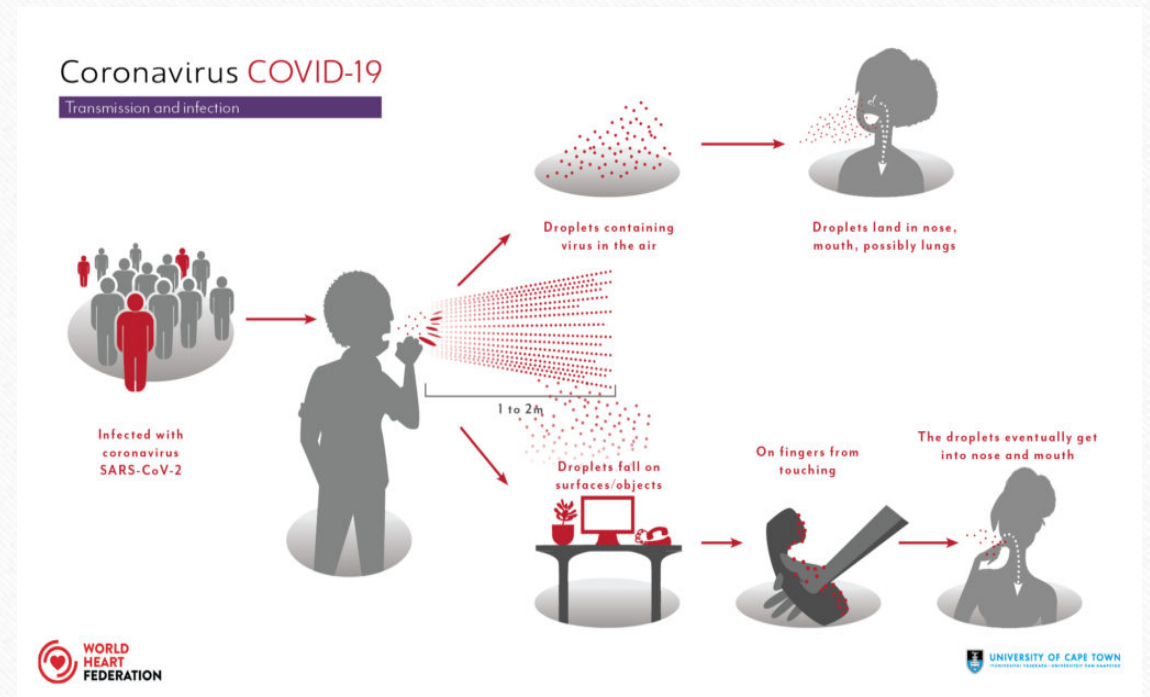 Coronavirus COVID-19
Transmission and infection
Droplets containing
virus in the air
Droplets land in nose,
mouth, possibly lungs
Infected with
coronavirus
SARS-CoV-2
1 to 2m
Droplets fall on
surfaces/objects
On fingers from
touching
The droplets eventually get
into nose and mouth
WORLD
HEART
FEDERATION
UNIVERSITY OF CAPE TOWN